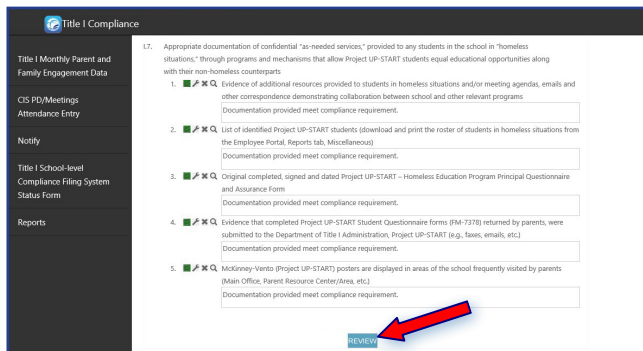 Title I Compliance
Title I Monthly Parent and
Family Engagement Data
CIS PD/Meetings
Attendance Entry
Notify
Title I School-level
Compliance Filing System
Status Form
Reports
I.7. Appropriate documentation of confidential "as-needed services," provided to any students in the school in "homeless
situations," through programs and mechanisms that allow Project UP-START students equal educational opportunities along
with their non-homeless counterparts
1. Evidence of additional resources provided to students in homeless situations and/or meeting agendas, emails and
other correspondence demonstrating collaboration between school and other relevant programs
Documentation provided meet compliance requirement.
2. List of identified Project UP-START students (download and print the roster of students in homeless situations from
the Employee Portal, Reports tab, Miscellaneous)
Documentation provided meet compliance requirement.
3. Original completed, signed and dated Project UP-START – Homeless Education Program Principal Questionnaire
and Assurance Form
Documentation provided meet compliance requirement.
4. Evidence that completed Project UP-START Student Questionnaire forms (FM-7378) returned by parents, were
submitted to the Department of Title I Administration, Project UP-START (e.g., faxes, emails, etc.)
Documentation provided meet compliance requirement.
5. McKinney-Vento (Project UP-START) posters are displayed in areas of the school frequently visited by parents
(Main Office, Parent Resource Center/Area, etc.)
Documentation provided meet compliance requirement.
REVIEW